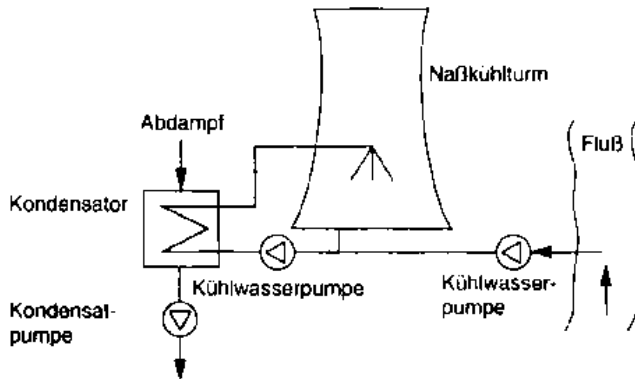 Naßkühlturm
Abdampf
Fluß
Kondensator
Kühlwasserpumpe
Kühlwasser-
pumpe
Kondensat-
pumpe